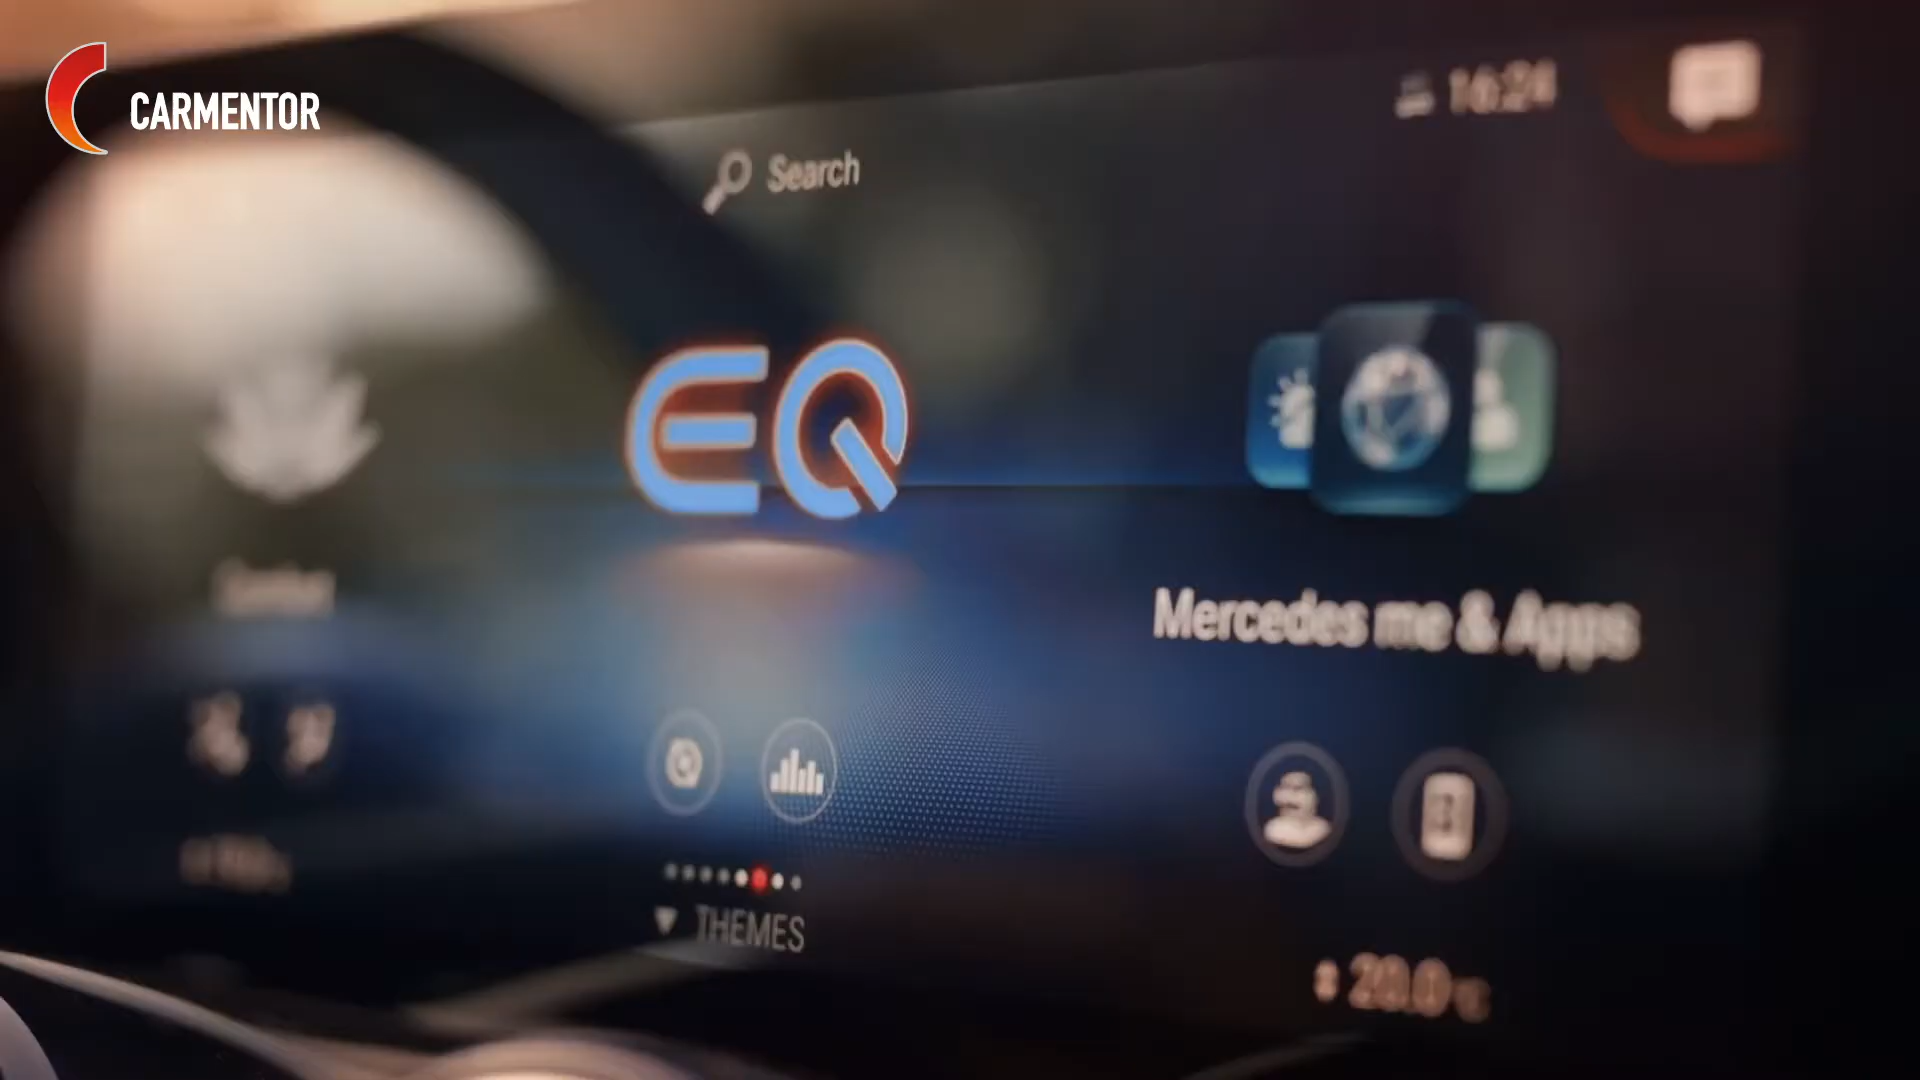 CARMENTOR
16:24
Search
EQ
Mercedes me & Apps
THEMES
20.0°C